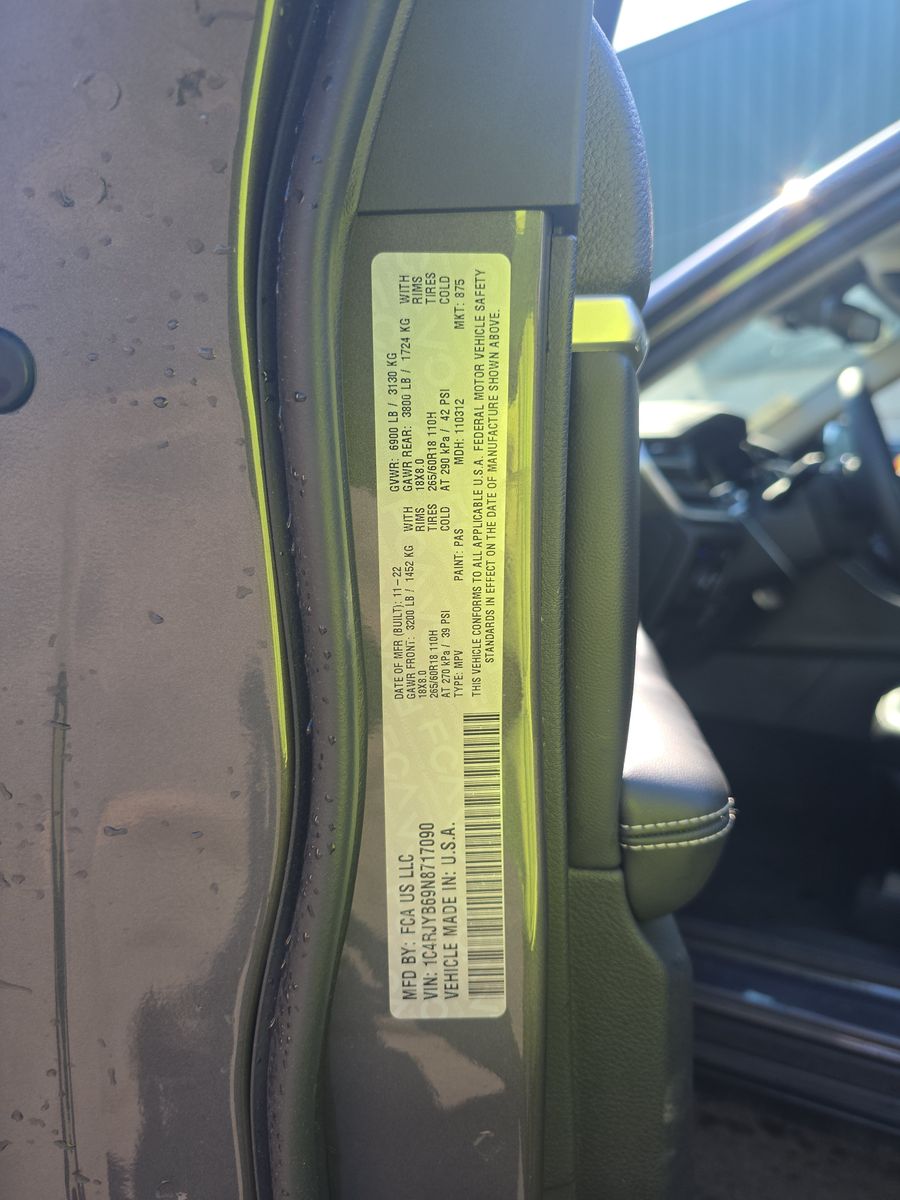 MFD BY: FCA US LLC
VIN: 1C4RJYB69N8717090
VEHICLE MADE IN: U.S.A.
DATE OF MFR (BUILT): 11-22 GVWR: 6900 LB / 3130 KG
GAWR FRONT: 3200 LB / 1452 KG WITH GAWR REAR: 3800 LB / 1724 KG WITH
18X8.0 RIMS 18X8.0 RIMS
265/60R18 110H TIRES 265/60R18 110H TIRES
AT 270 kPa / 39 PSI COLD AT 290 kPa / 42 PSI COLD
TYPE: MPV PAINT: PAS MDH: 110312 MKT: 875
THIS VEHICLE CONFORMS TO ALL APPLICABLE U.S.A. FEDERAL MOTOR VEHICLE SAFETY
STANDARDS IN EFFECT ON THE DATE OF MANUFACTURE SHOWN ABOVE.